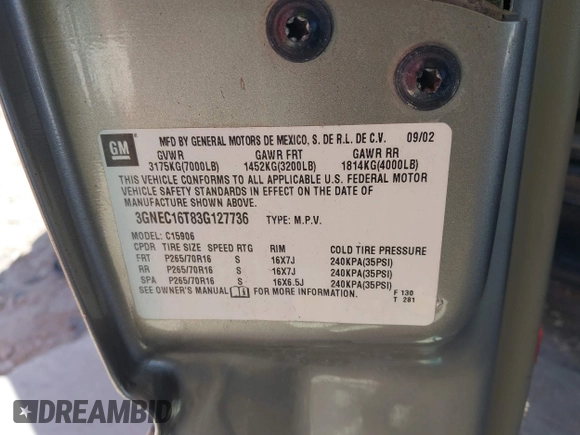 GM
MFD BY GENERAL MOTORS DE MEXICO, S. DE R.L. DE C.V. 09/02
GVWR GAWR FRT GAWR RR
3175KG(7000LB) 1452KG(3200LB) 1814KG(4000LB)
THIS VEHICLE CONFORMS TO ALL APPLICABLE U.S. FEDERAL MOTOR
VEHICLE SAFETY STANDARDS IN EFFECT ON THE DATE OF
MANUFACTURE SHOWN ABOVE.
3GNEC16T83G127736 TYPE: M.P.V.
MODEL: C15906
CPDR TIRE SIZE SPEED RTG RIM COLD TIRE PRESSURE
FRT P265/70R16 S 16X7J 240KPA(35PSI)
RR P265/70R16 S 16X7J 240KPA(35PSI)
SPA P265/70R16 S 16X6.5J 240KPA(35PSI)
SEE OWNER'S MANUAL FOR MORE INFORMATION. F 130
T 281
DREAMBID